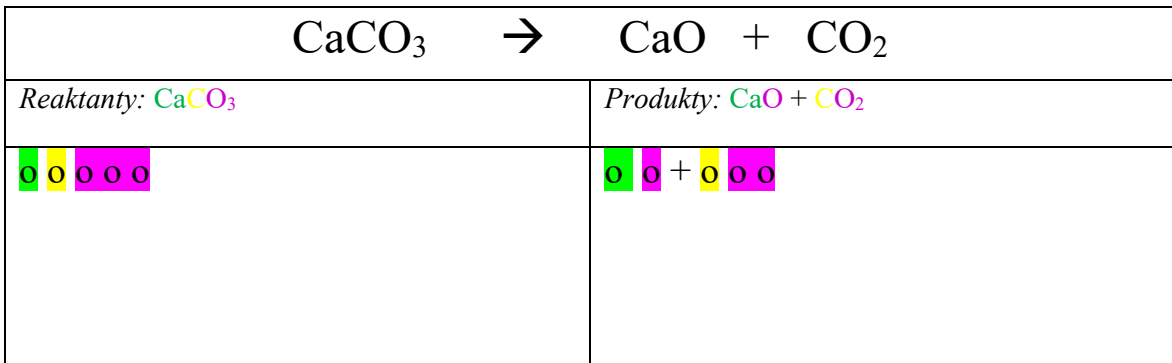 CaCO₃ → CaO + CO₂
Reaktanty: CaCO₃
Produkty: CaO + CO₂
o o o o o
o o + o o o